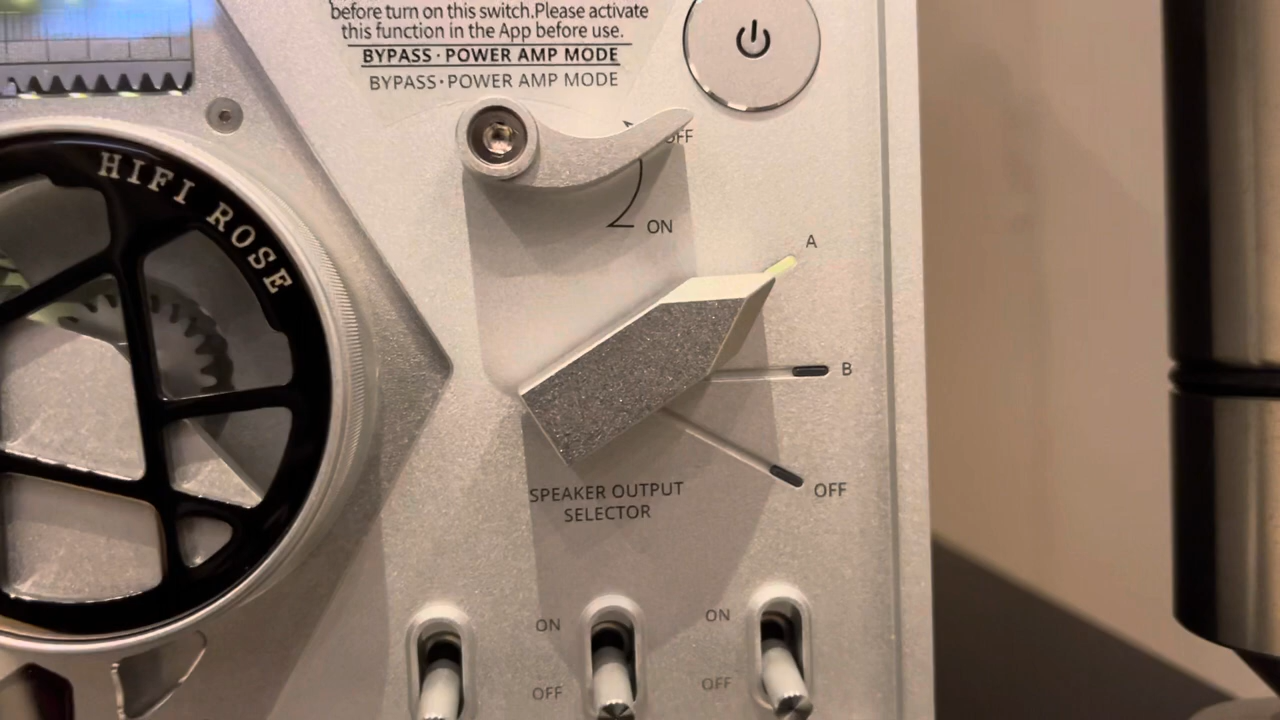 before turn on this switch.Please activate
this function in the App before use.
BYPASS·POWER AMP MODE
BYPASS·POWER AMP MODE
OFF
ON
HIFI ROSE
A
B
OFF
SPEAKER OUTPUT
SELECTOR
ON
ON
OFF
OFF